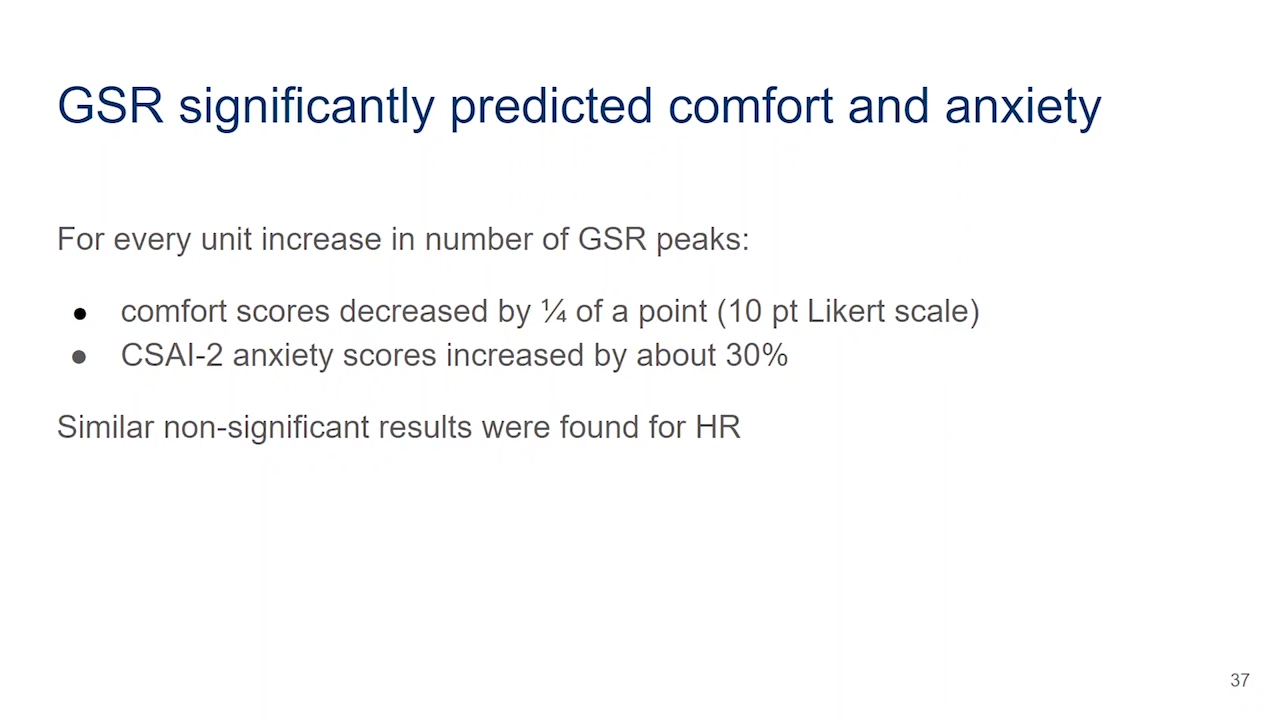 GSR significantly predicted comfort and anxiety
For every unit increase in number of GSR peaks:
● comfort scores decreased by ¼ of a point (10 pt Likert scale)
● CSAI-2 anxiety scores increased by about 30%
Similar non-significant results were found for HR
37